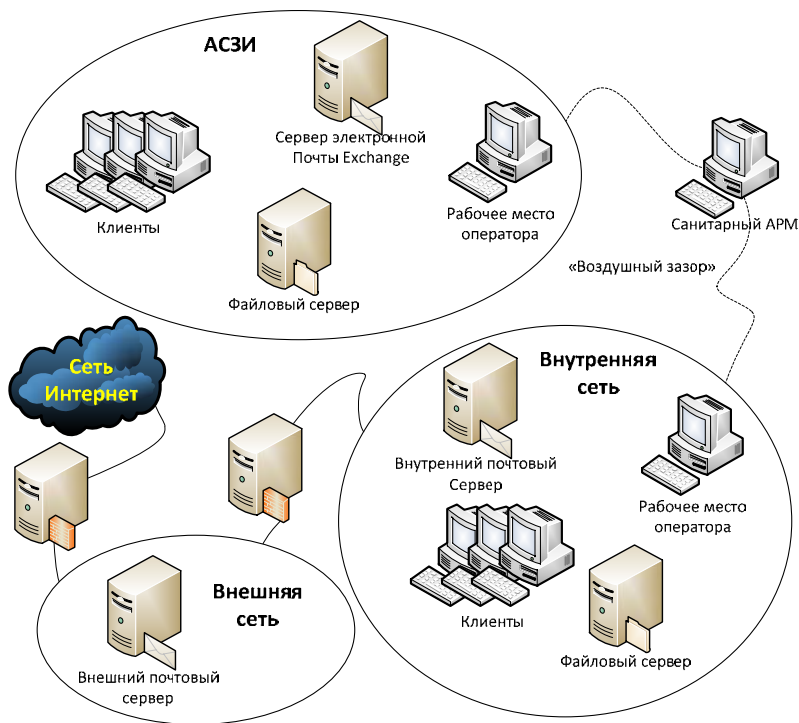 АСЗИ
Сервер электронной
Почты Exchange
Клиенты
Рабочее место
оператора
Санитарный АРМ
Файловый сервер
«Воздушный зазор»
Сеть
Интернет
Внутренняя
сеть
Внутренний почтовый
Сервер
Рабочее место
оператора
Клиенты
Файловый сервер
Внешняя
сеть
Внешний почтовый
сервер